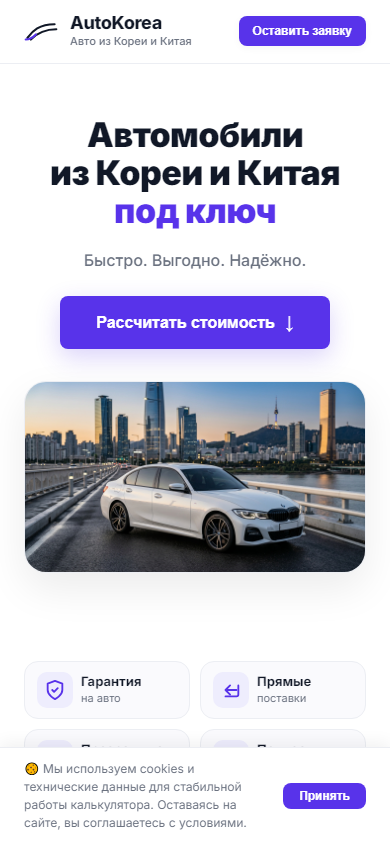 AutoKorea
Авто из Кореи и Китая
Оставить заявку
Автомобили
из Кореи и Китая
под ключ
Быстро. Выгодно. Надёжно.
Рассчитать стоимость ↓
Гарантия
на авто
Прямые
поставки
Мы используем cookies и
технические данные для стабильной
работы калькулятора. Оставаясь на
сайте, вы соглашаетесь с условиями.
Принять